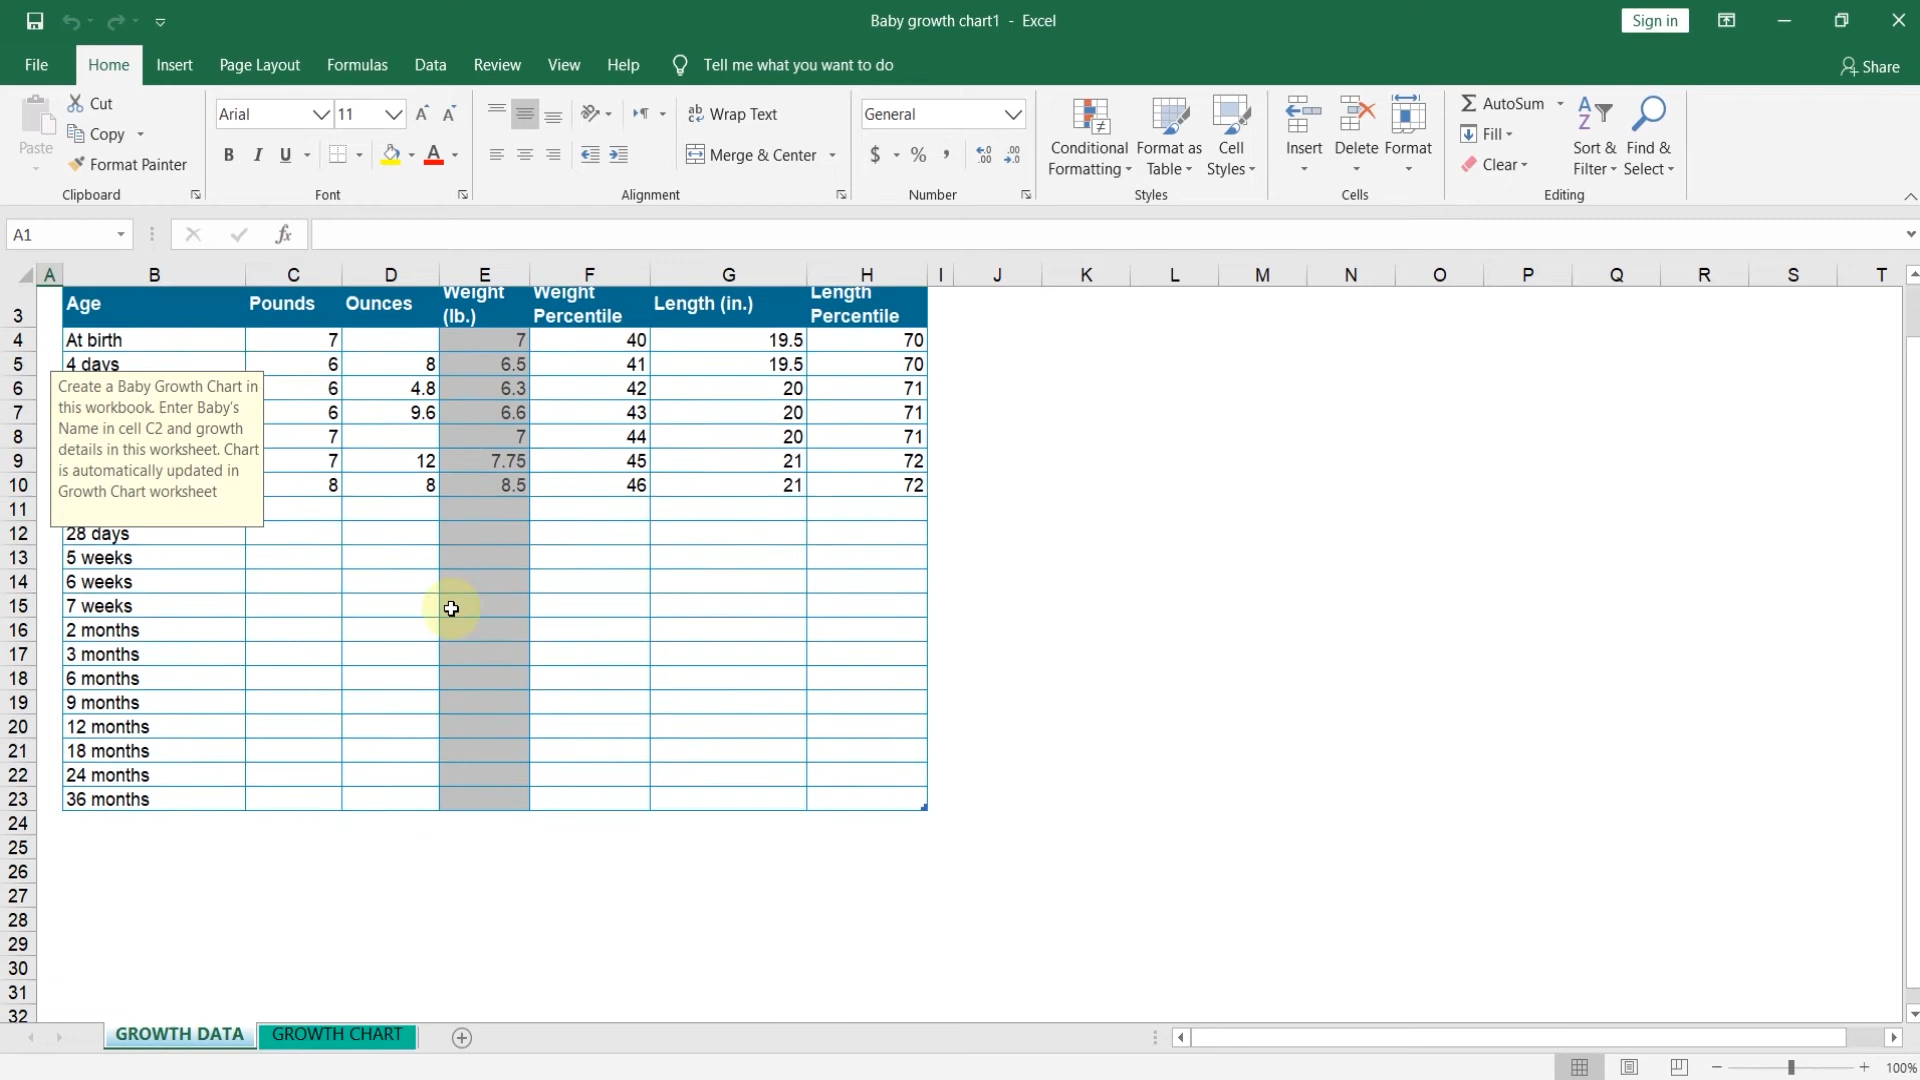 Baby growth chart1 - Excel
Sign in
File Home Insert Page Layout Formulas Data Review View Help Tell me what you want to do
Share
Paste
Cut
Copy
Format Painter
Clipboard
Arial 11
B I U
Font
Wrap Text
Merge & Center
Alignment
General
$ % ,
Number
Conditional Formatting
Format as Table
Cell Styles
Styles
Insert
Delete
Format
Cells
AutoSum
Fill
Clear
Sort & Filter
Find & Select
Editing
A1 fx
A B C D E F G H I J K L M N O P Q R S T
3 Age Pounds Ounces Weight (lb.) Weight Percentile Length (in.) Length Percentile
4 At birth 7 7 40 19.5 70
5 4 days 6 8 6.5 41 19.5 70
6 6 4.8 6.3 42 20 71
7 6 9.6 6.6 43 20 71
8 7 7 44 20 71
9 7 12 7.75 45 21 72
10 8 8 8.5 46 21 72
Create a Baby Growth Chart in
this workbook. Enter Baby's
Name in cell C2 and growth
details in this worksheet. Chart
is automatically updated in
Growth Chart worksheet
11
12 28 days
13 5 weeks
14 6 weeks
15 7 weeks
16 2 months
17 3 months
18 6 months
19 9 months
20 12 months
21 18 months
22 24 months
23 36 months
24
25
26
27
28
29
30
31
32
GROWTH DATA GROWTH CHART
100%